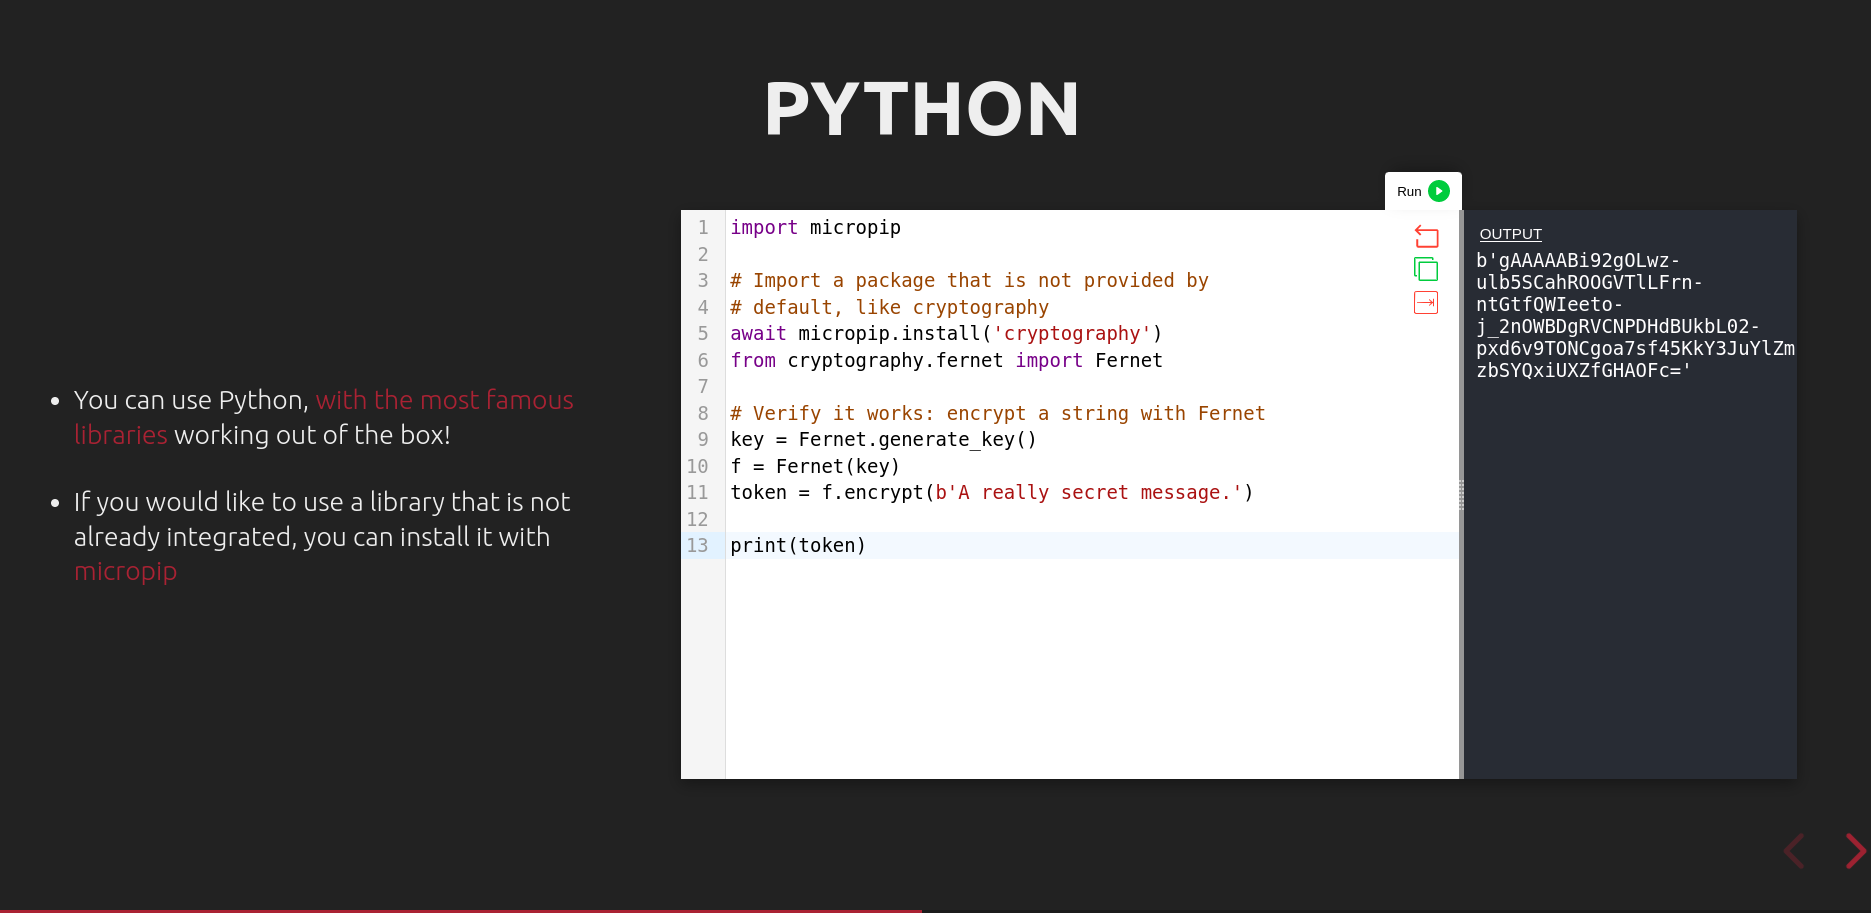 PYTHON
You can use Python, with the most famous
libraries working out of the box!
If you would like to use a library that is not
already integrated, you can install it with
micropip
Run
1 import micropip
2
3 # Import a package that is not provided by
4 # default, like cryptography
5 await micropip.install('cryptography')
6 from cryptography.fernet import Fernet
7
8 # Verify it works: encrypt a string with Fernet
9 key = Fernet.generate_key()
10 f = Fernet(key)
11 token = f.encrypt(b'A really secret message.')
12
13 print(token)
OUTPUT
b'gAAAAABi92gOLwz-
ulb5SCahROOGVTlLFrn-
ntGtfQWIeeto-
j_2nOWBDgRVCNPDHdBUkbL02-
pxd6v9TONCgoa7sf45KkY3JuYlZm
zbSYQxiUXZfGHAOFc='